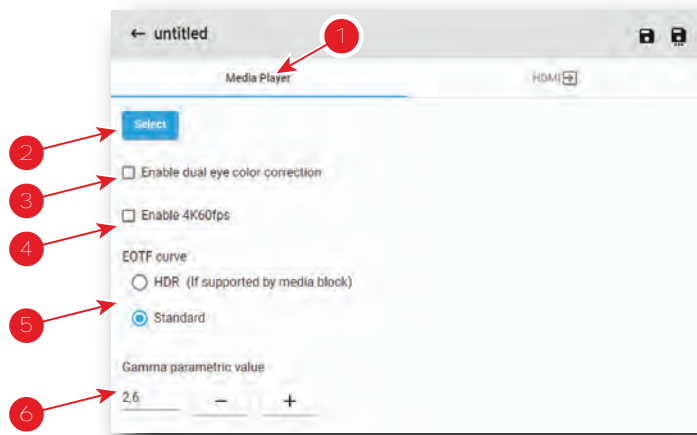 ← untitled
1
Media Player
HDMI
Select
2
Enable dual eye color correction
3
Enable 4K60fps
4
EOTF curve
HDR (If supported by media block)
5
Standard
Gamma parametric value
2,6
− +
6